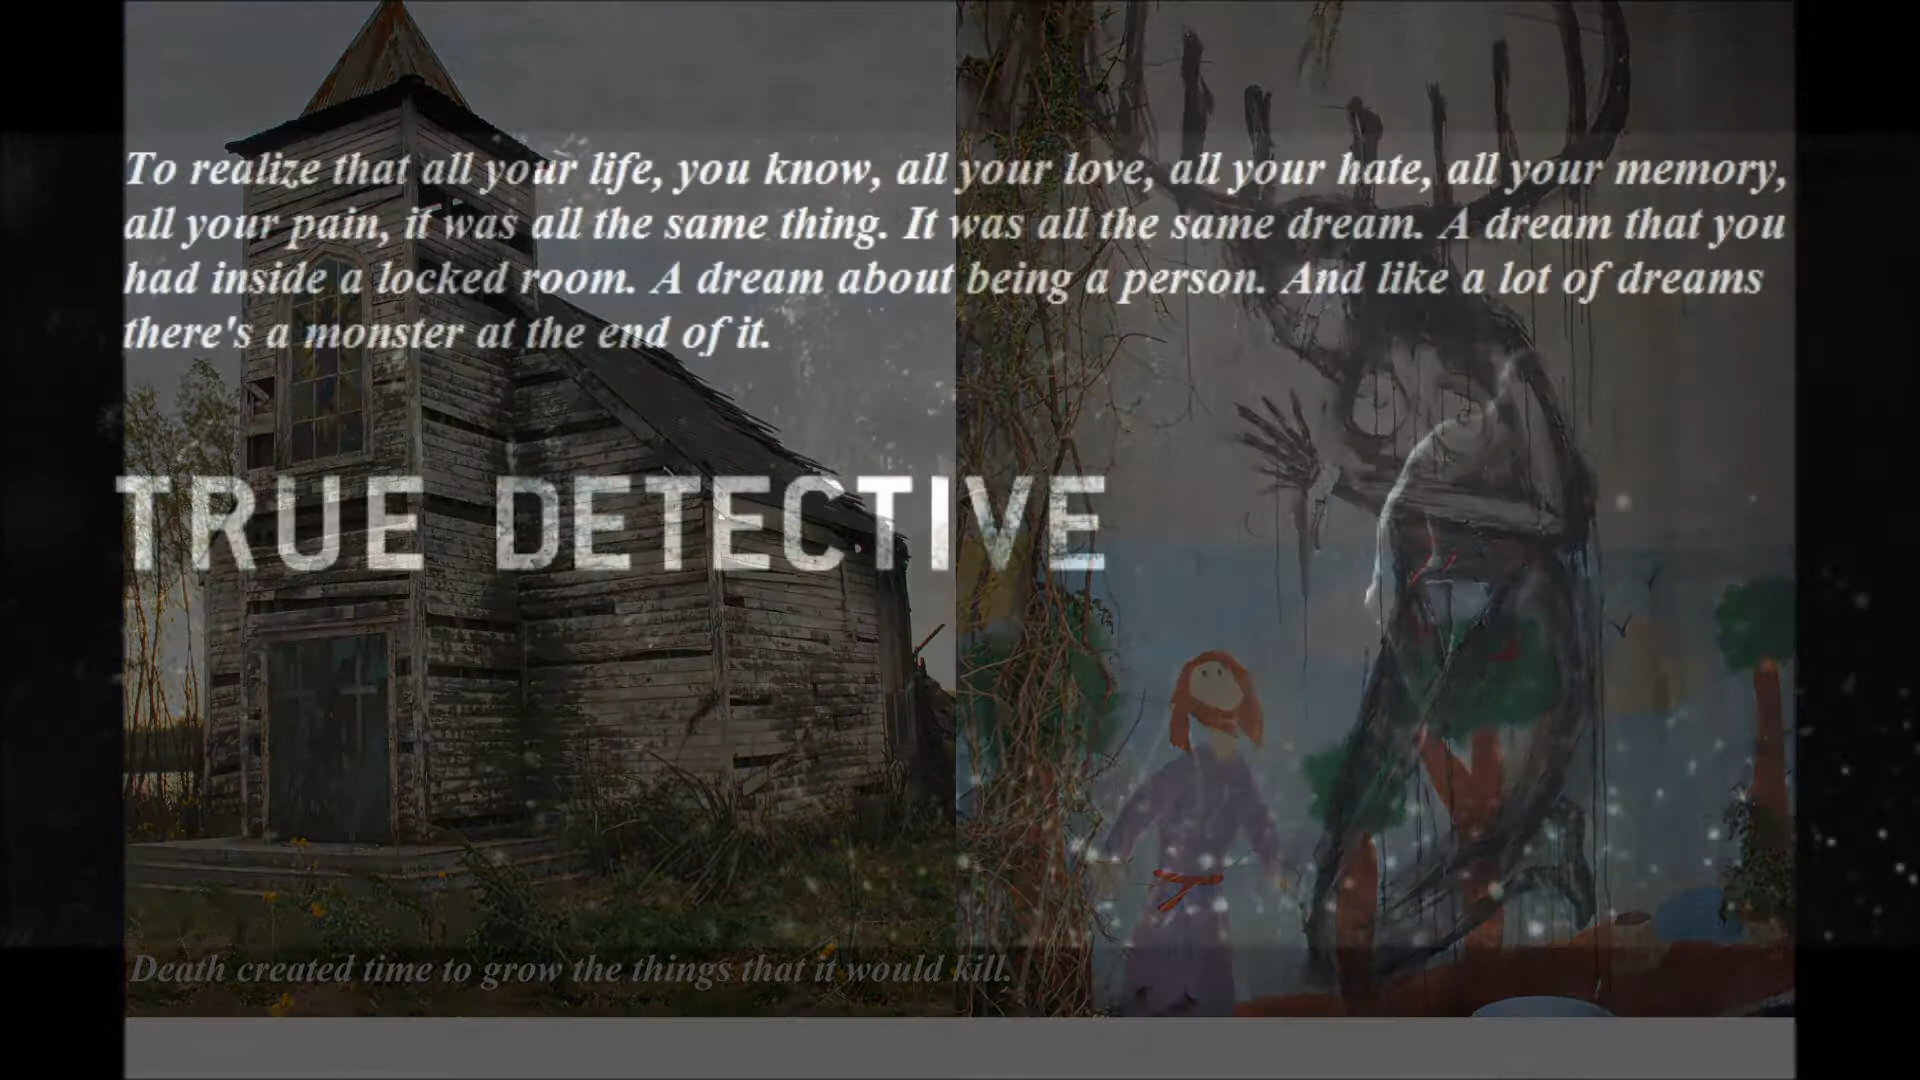 To realize that all your life, you know, all your love, all your hate, all your memory,
all your pain, it was all the same thing. It was all the same dream. A dream that you
had inside a locked room. A dream about being a person. And like a lot of dreams
there's a monster at the end of it.
TRUE DETECTIVE
Death created time to grow the things that it would kill.